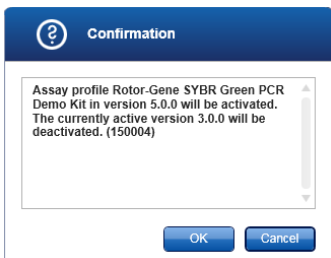 Confirmation
Assay profile Rotor-Gene SYBR Green PCR
Demo Kit in version 5.0.0 will be activated.
The currently active version 3.0.0 will be
deactivated. (150004)
OK Cancel